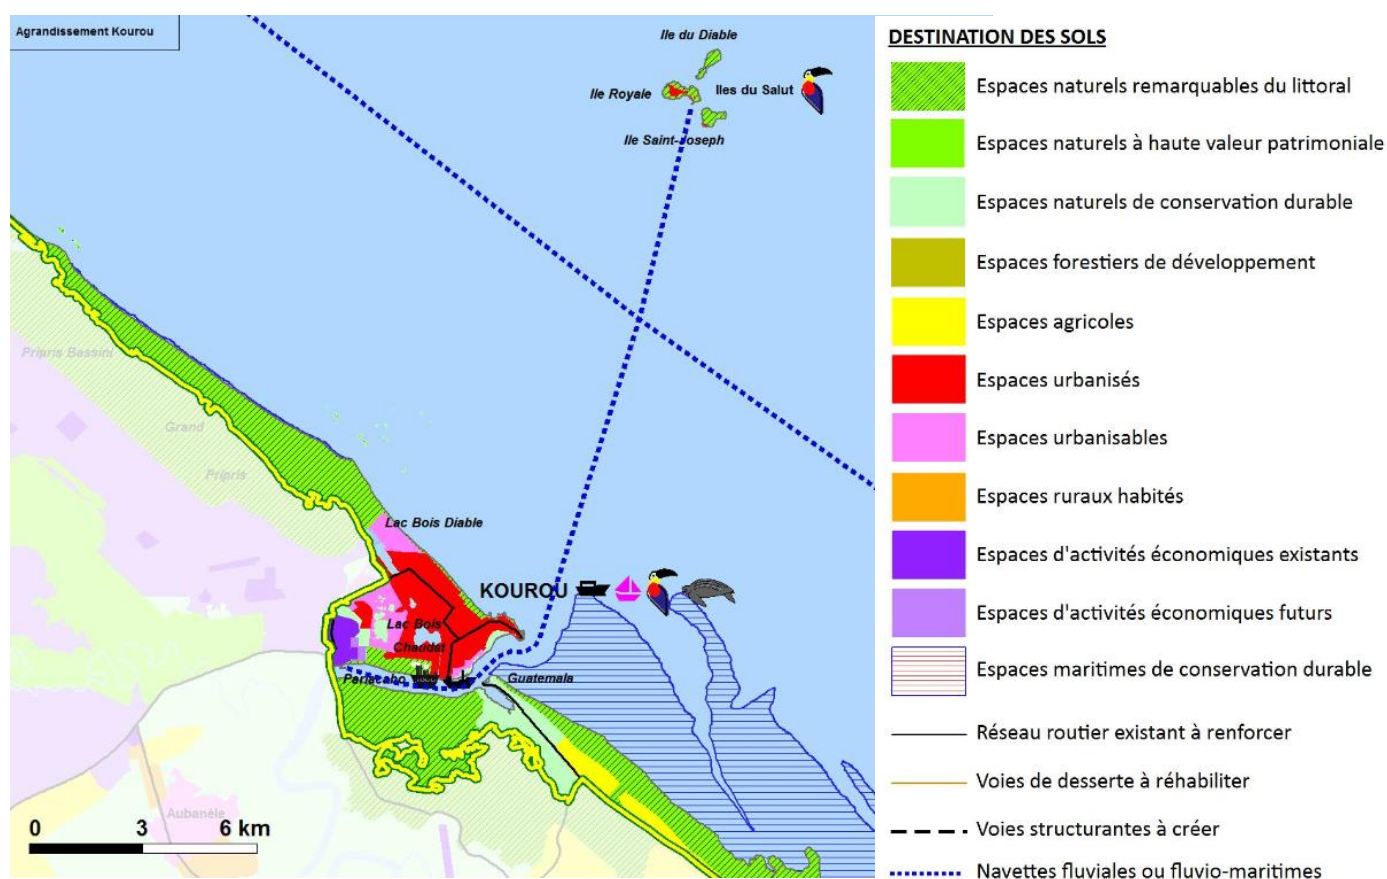 Agrandissement Kourou
Ile du Diable
Ile Royale
Iles du Salut
Ile Saint-Joseph
Pripris Bassini
Grand
Pripris
Lac Bois Diable
KOUROU
Lac Bois
Chaudat
Pariacabo
Guatemala
Aubanèle
0 3 6 km
DESTINATION DES SOLS
Espaces naturels remarquables du littoral
Espaces naturels à haute valeur patrimoniale
Espaces naturels de conservation durable
Espaces forestiers de développement
Espaces agricoles
Espaces urbanisés
Espaces urbanisables
Espaces ruraux habités
Espaces d'activités économiques existants
Espaces d'activités économiques futurs
Espaces maritimes de conservation durable
Réseau routier existant à renforcer
Voies de desserte à réhabiliter
Voies structurantes à créer
Navettes fluviales ou fluvio-maritimes